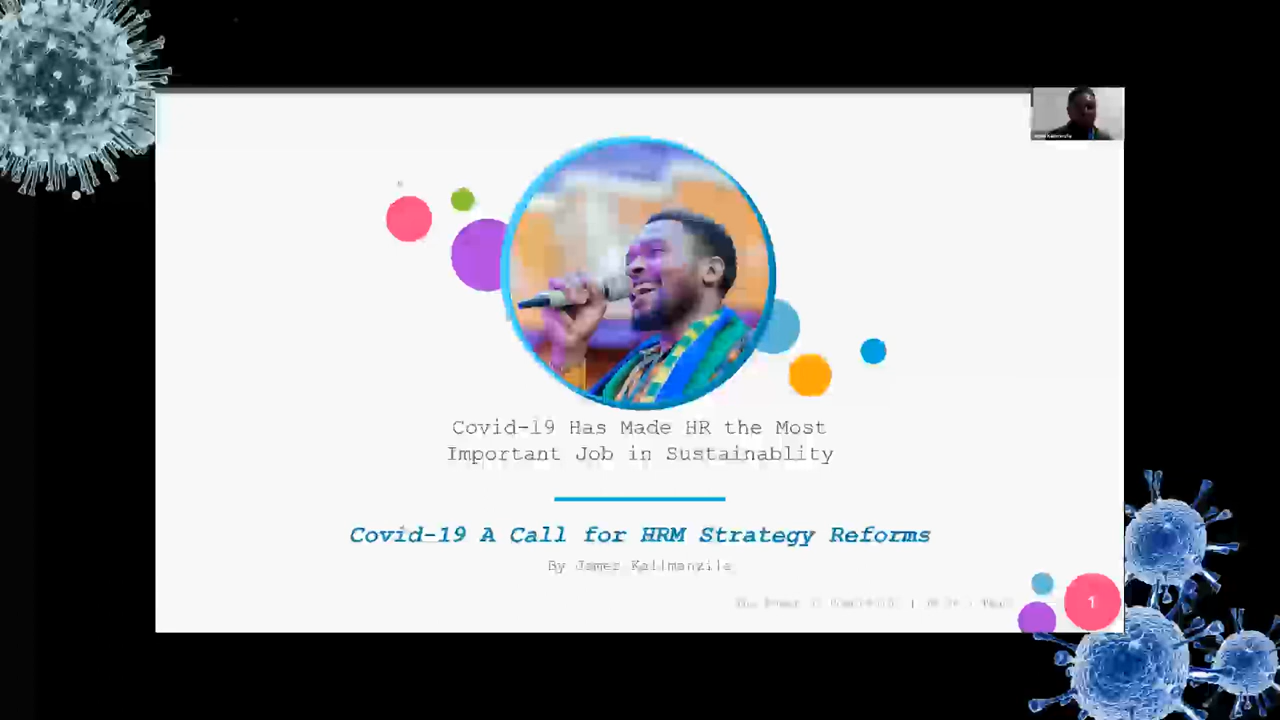 Covid-19 Has Made HR the Most
Important Job in Sustainablity
Covid-19 A Call for HRM Strategy Reforms
By James
1